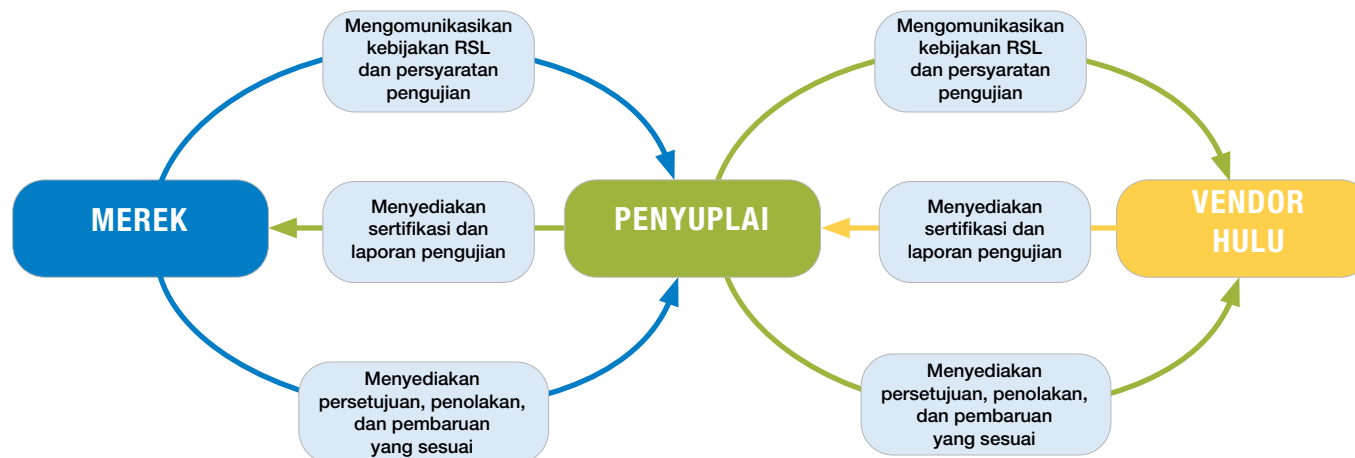 Mengomunikasikan
kebijakan RSL
dan persyaratan
pengujian
Mengomunikasikan
kebijakan RSL
dan persyaratan
pengujian
MEREK
Menyediakan
sertifikasi dan
laporan pengujian
PENYUPLAI
Menyediakan
sertifikasi dan
laporan pengujian
VENDOR
HULU
Menyediakan
persetujuan, penolakan,
dan pembaruan
yang sesuai
Menyediakan
persetujuan, penolakan,
dan pembaruan
yang sesuai